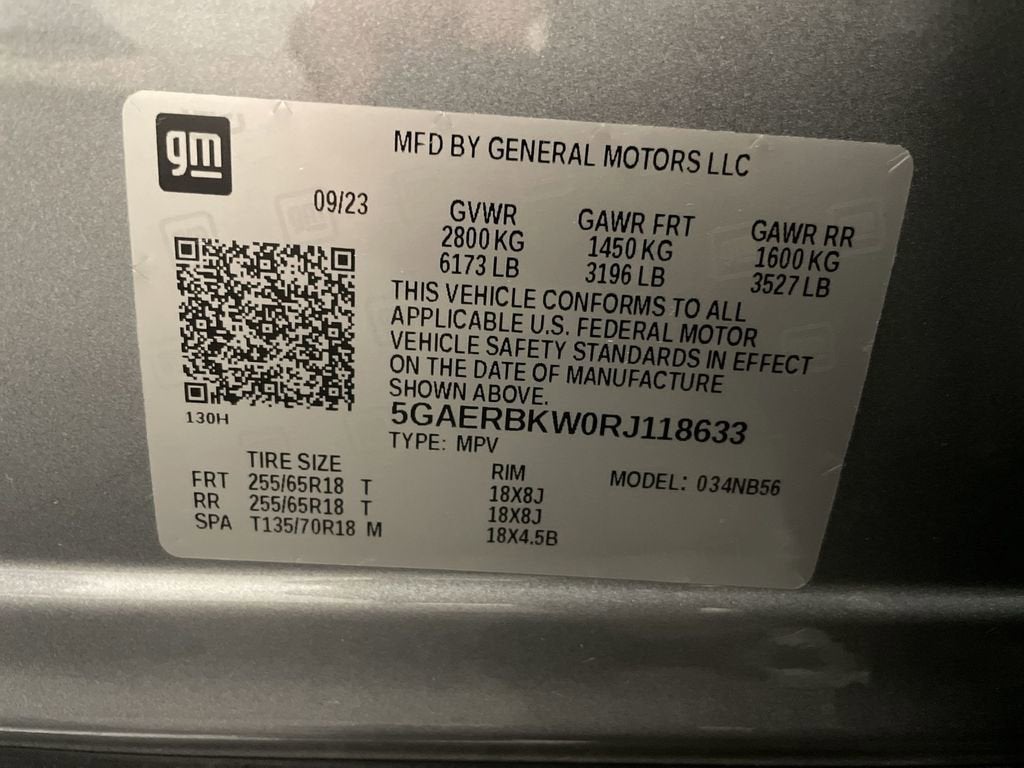 gm
MFD BY GENERAL MOTORS LLC
09/23
GVWR GAWR FRT GAWR RR
2800 KG 1450 KG 1600 KG
6173 LB 3196 LB 3527 LB
THIS VEHICLE CONFORMS TO ALL
APPLICABLE U.S. FEDERAL MOTOR
VEHICLE SAFETY STANDARDS IN EFFECT
ON THE DATE OF MANUFACTURE
SHOWN ABOVE.
130H
5GAERBKW0RJ118633
TYPE: MPV
TIRE SIZE RIM MODEL: 034NB56
FRT 255/65R18 T 18X8J
RR 255/65R18 T 18X8J
SPA T135/70R18 M 18X4.5B